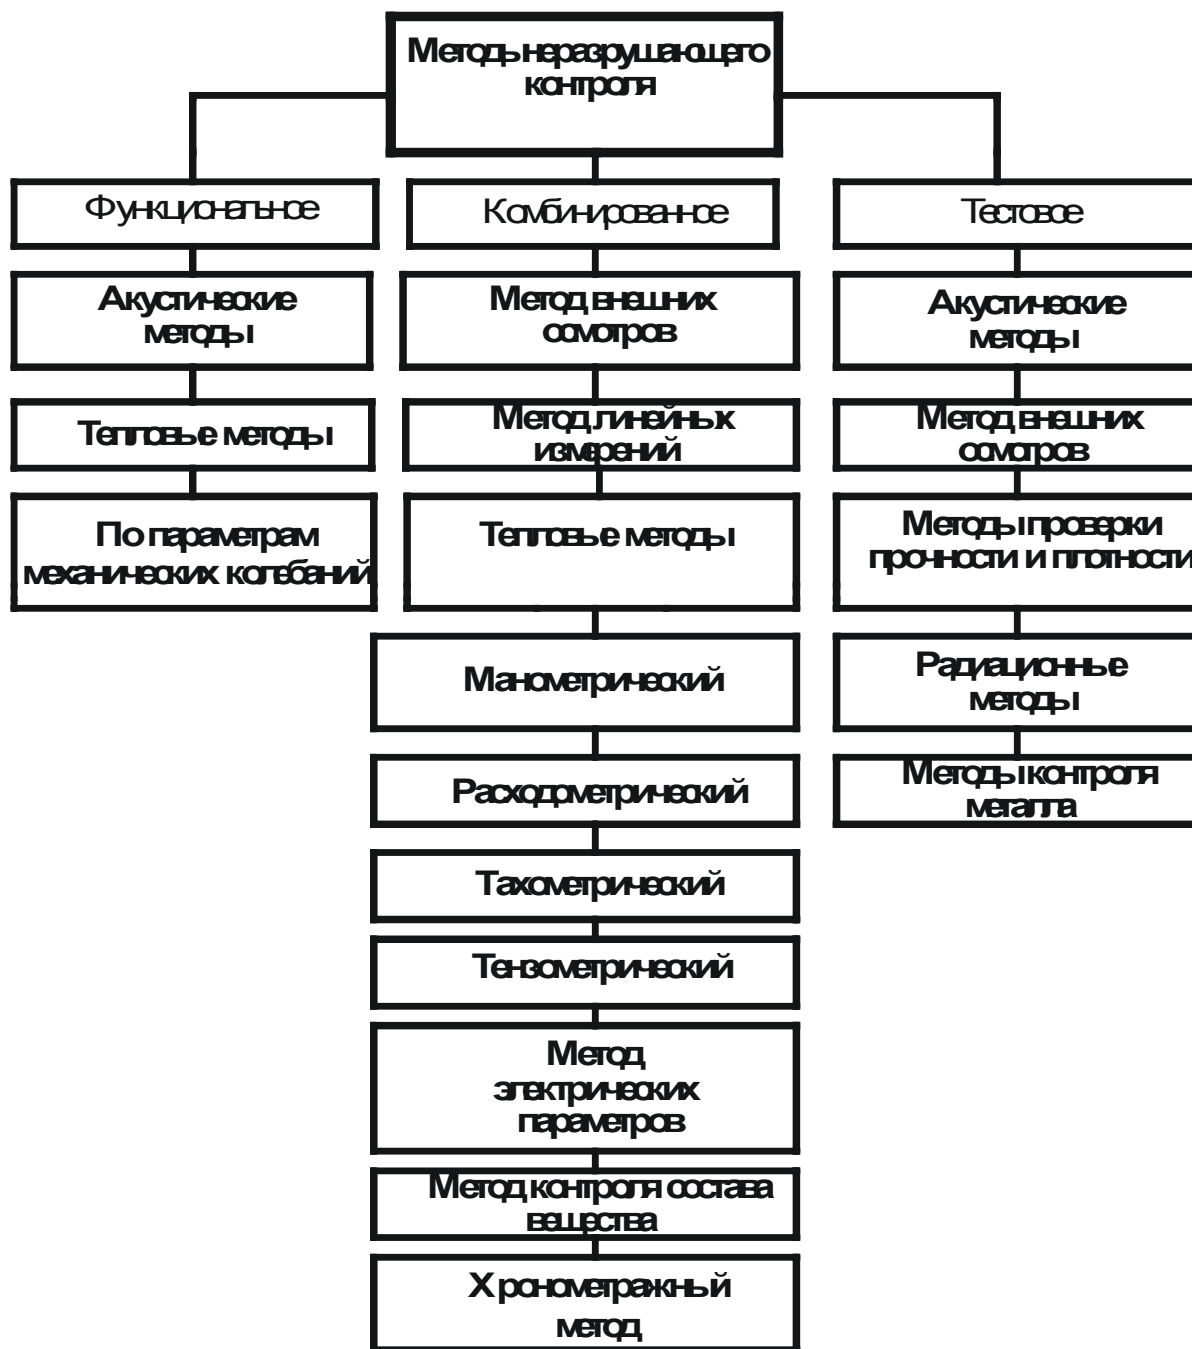 Методы неразрушающего
контроля
Функциональное
Комбинированное
Тестовое
Акустические
методы
Метод внешних
осмотров
Акустические
методы
Тепловые методы
Метод линейных
измерений
Метод внешних
осмотров
По параметрам
механических колебаний
Тепловые методы
Методы проверки
прочности и плотности
Манометрический
Радиационные
методы
Расходометрический
Методы контроля
металла
Тахометрический
Тензометрический
Метод
электрических
параметров
Метод контроля состава
вещества
Хронометражный
метод